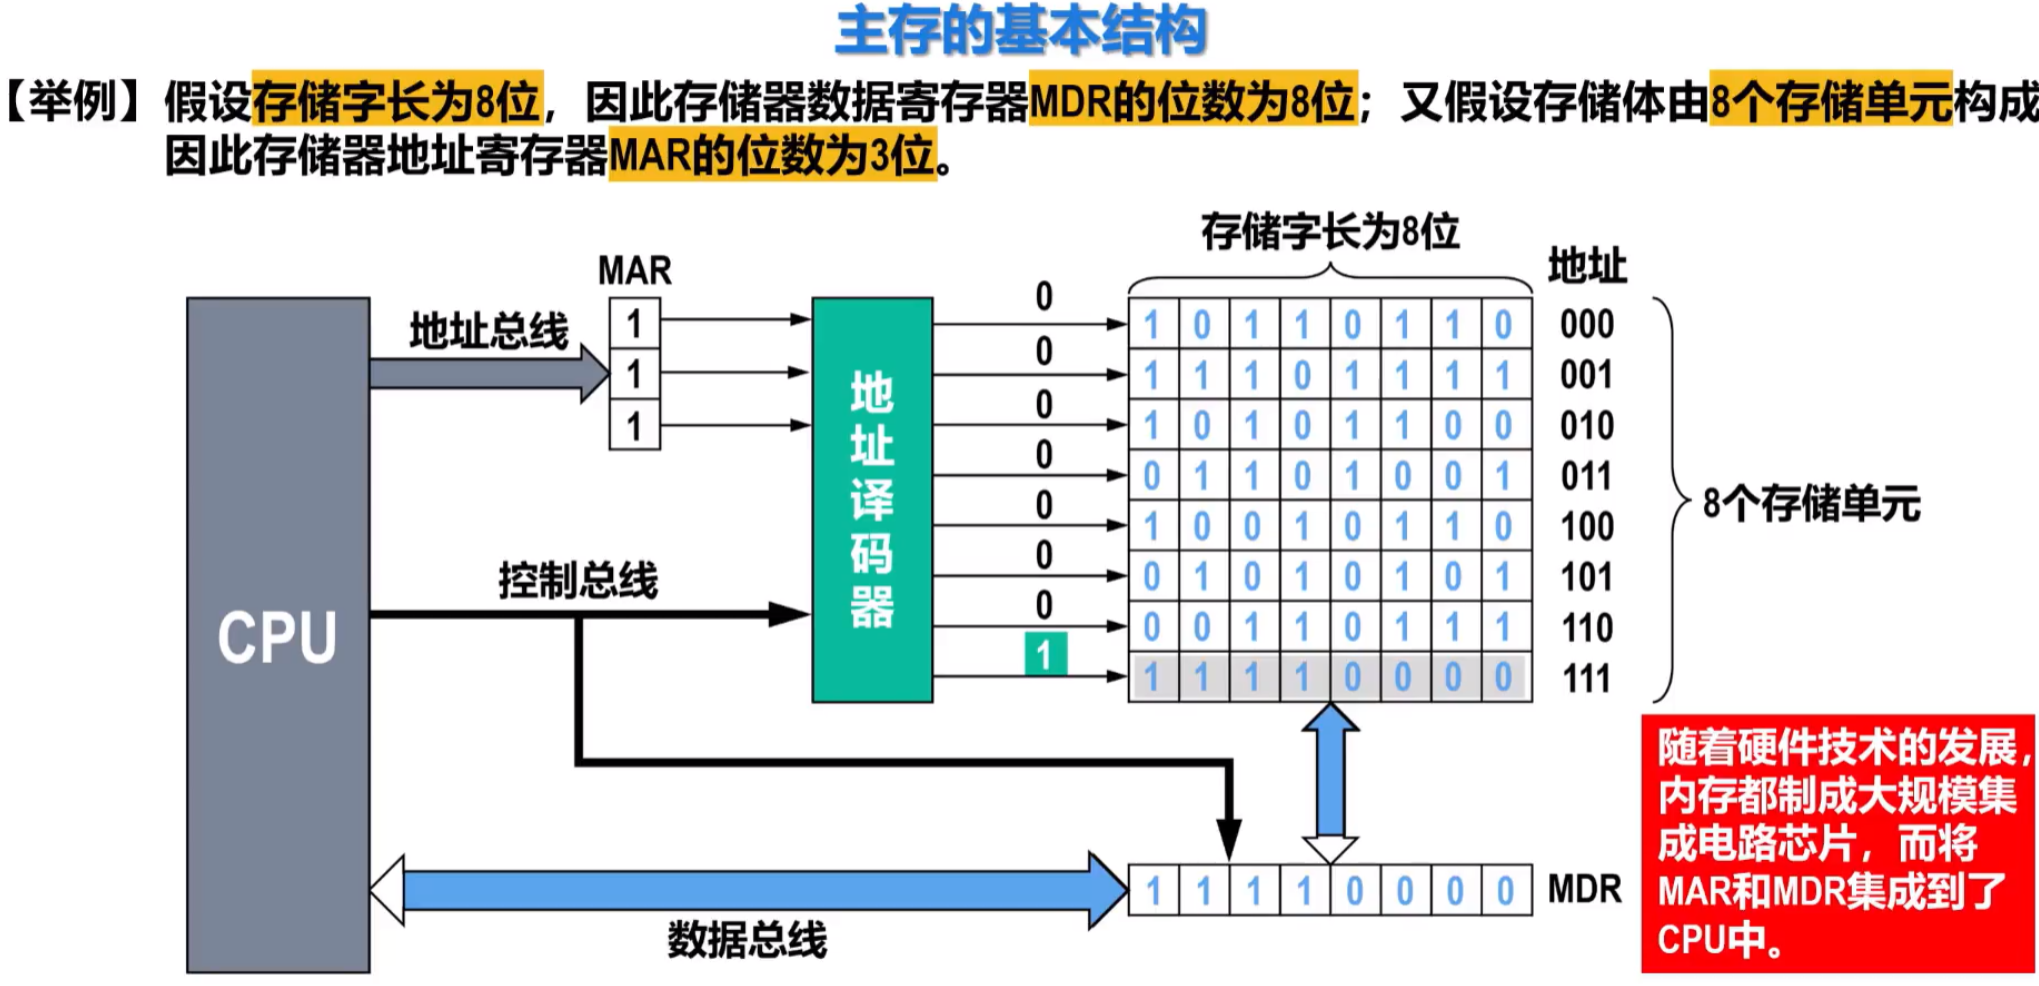 主存的基本结构
【举例】假设存储字长为8位，因此存储器数据寄存器MDR的位数为8位；又假设存储体由8个存储单元构成
因此存储器地址寄存器MAR的位数为3位。
存储字长为8位
地址
MAR
地址总线
1
1
1
地址译码器
0
0
0
0
0
0
0
1
1 0 1 1 0 1 1 0 000
1 1 1 0 1 1 1 1 001
1 0 1 0 1 1 0 0 010
0 1 1 0 1 0 0 1 011
1 0 0 1 0 1 1 0 100
0 1 0 1 0 1 0 1 101
0 0 1 1 0 1 1 1 110
1 1 1 1 0 0 0 0 111
8个存储单元
控制总线
CPU
数据总线
1 1 1 1 0 0 0 0 MDR
随着硬件技术的发展，
内存都制成大规模集
成电路芯片，而将
MAR和MDR集成到了
CPU中。